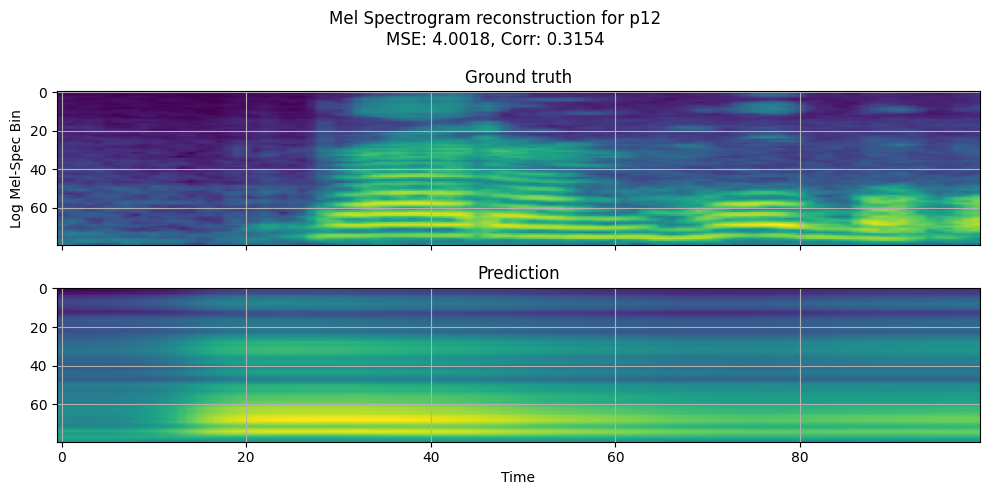 Mel Spectrogram reconstruction for p12
MSE: 4.0018, Corr: 0.3154
Ground truth
Log Mel-Spec Bin
0
20
40
60
Prediction
0
20
40
60
0 20 40 60 80
Time